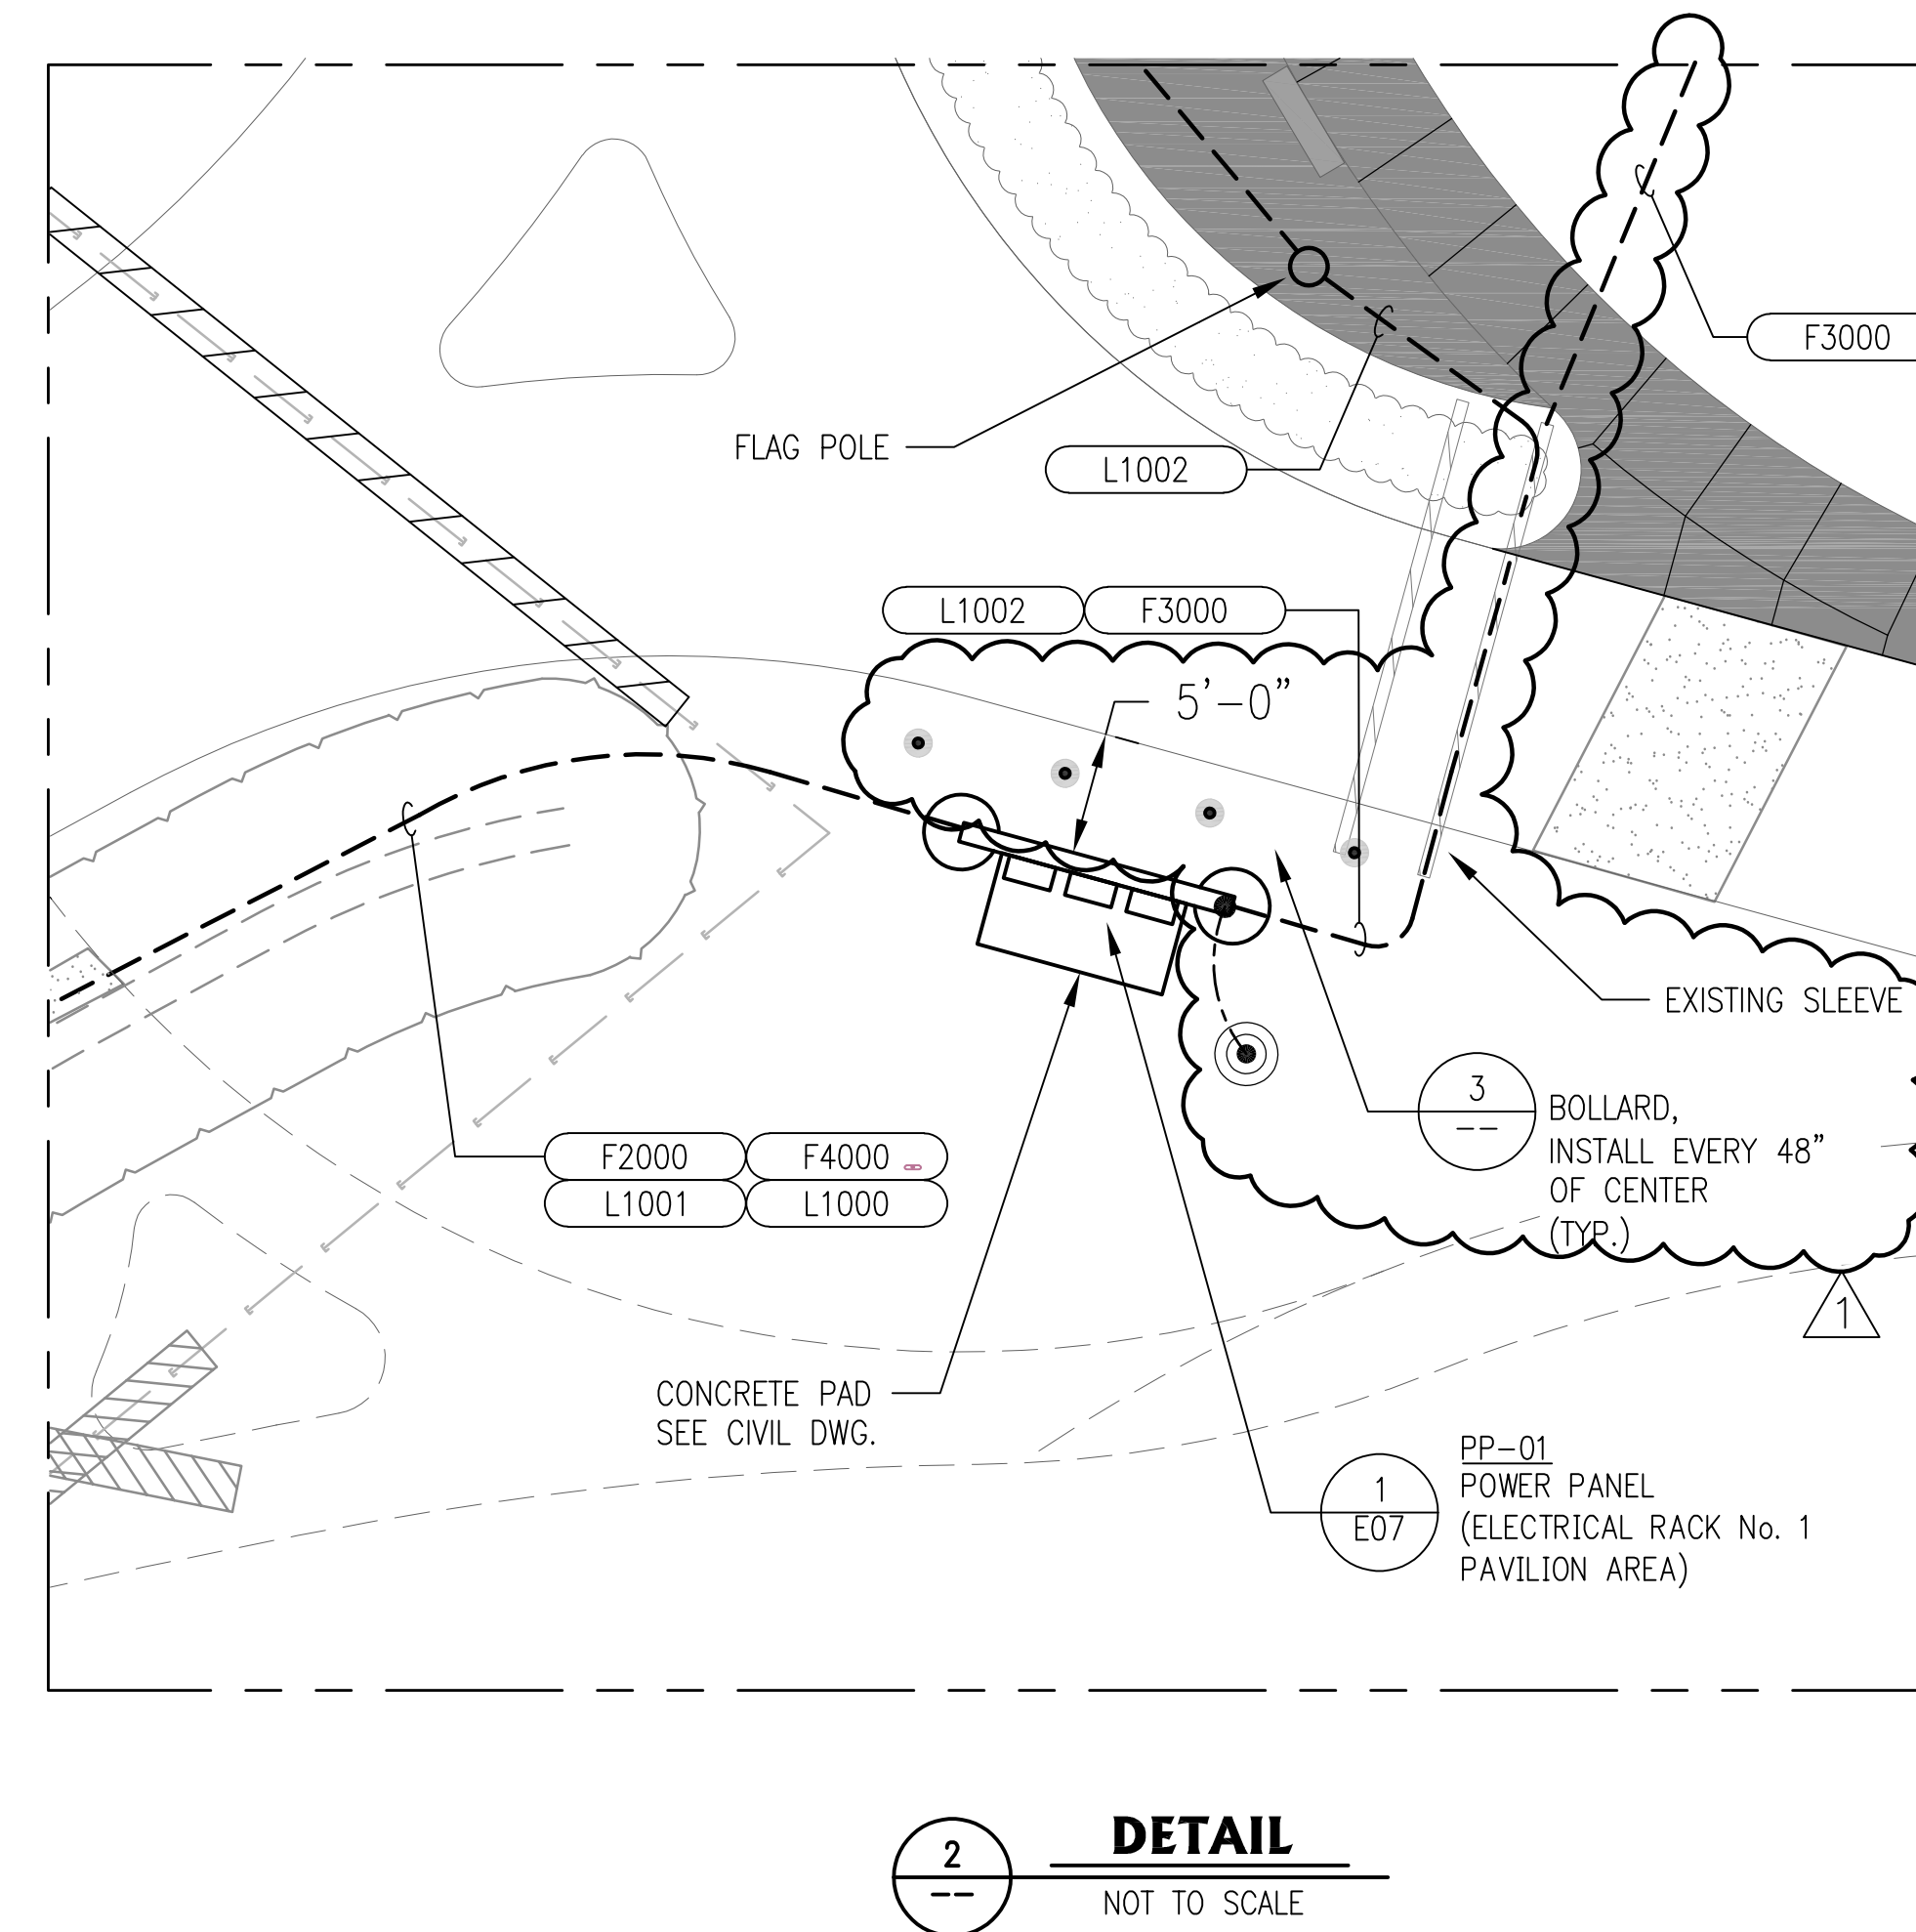 F3000
FLAG POLE
L1002
L1002 F3000
5'-0"
EXISTING SLEEVE
3
--
BOLLARD,
INSTALL EVERY 48"
OF CENTER
(TYP.)
F2000 F4000
L1001 L1000
1
CONCRETE PAD
SEE CIVIL DWG.
1
E07
PP-01
POWER PANEL
(ELECTRICAL RACK No. 1
PAVILION AREA)
2
--
DETAIL
NOT TO SCALE